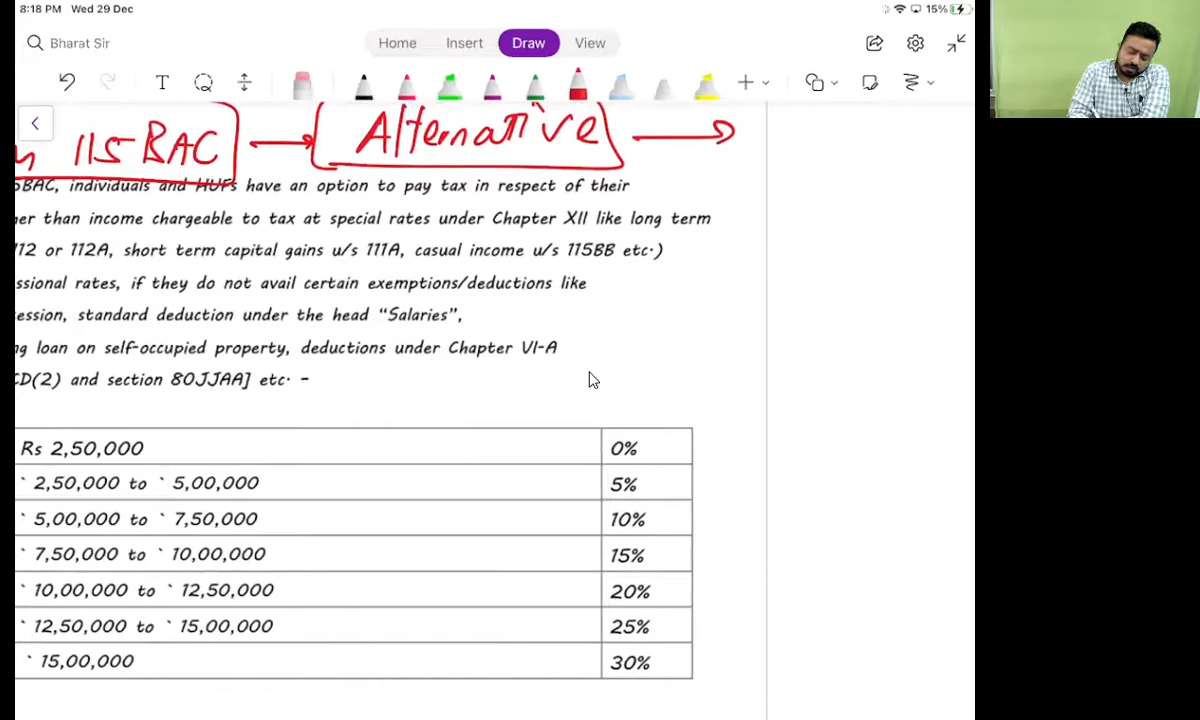 8:18 PM Wed 29 Dec
15%
Bharat Sir
Home Insert Draw View
T
115 BAC → Alternative →
5BAC, individuals and HUFs have an option to pay tax in respect of their
her than income chargeable to tax at special rates under Chapter XII like long term
112 or 112A, short term capital gains u/s 111A, casual income u/s 115BB etc·)
ssional rates, if they do not avail certain exemptions/deductions like
ession, standard deduction under the head “Salaries”,
ng loan on self-occupied property, deductions under Chapter VI-A
CD(2) and section 80JJAA] etc· -
Rs 2,50,000 0%
` 2,50,000 to ` 5,00,000 5%
` 5,00,000 to ` 7,50,000 10%
` 7,50,000 to ` 10,00,000 15%
` 10,00,000 to ` 12,50,000 20%
` 12,50,000 to ` 15,00,000 25%
` 15,00,000 30%